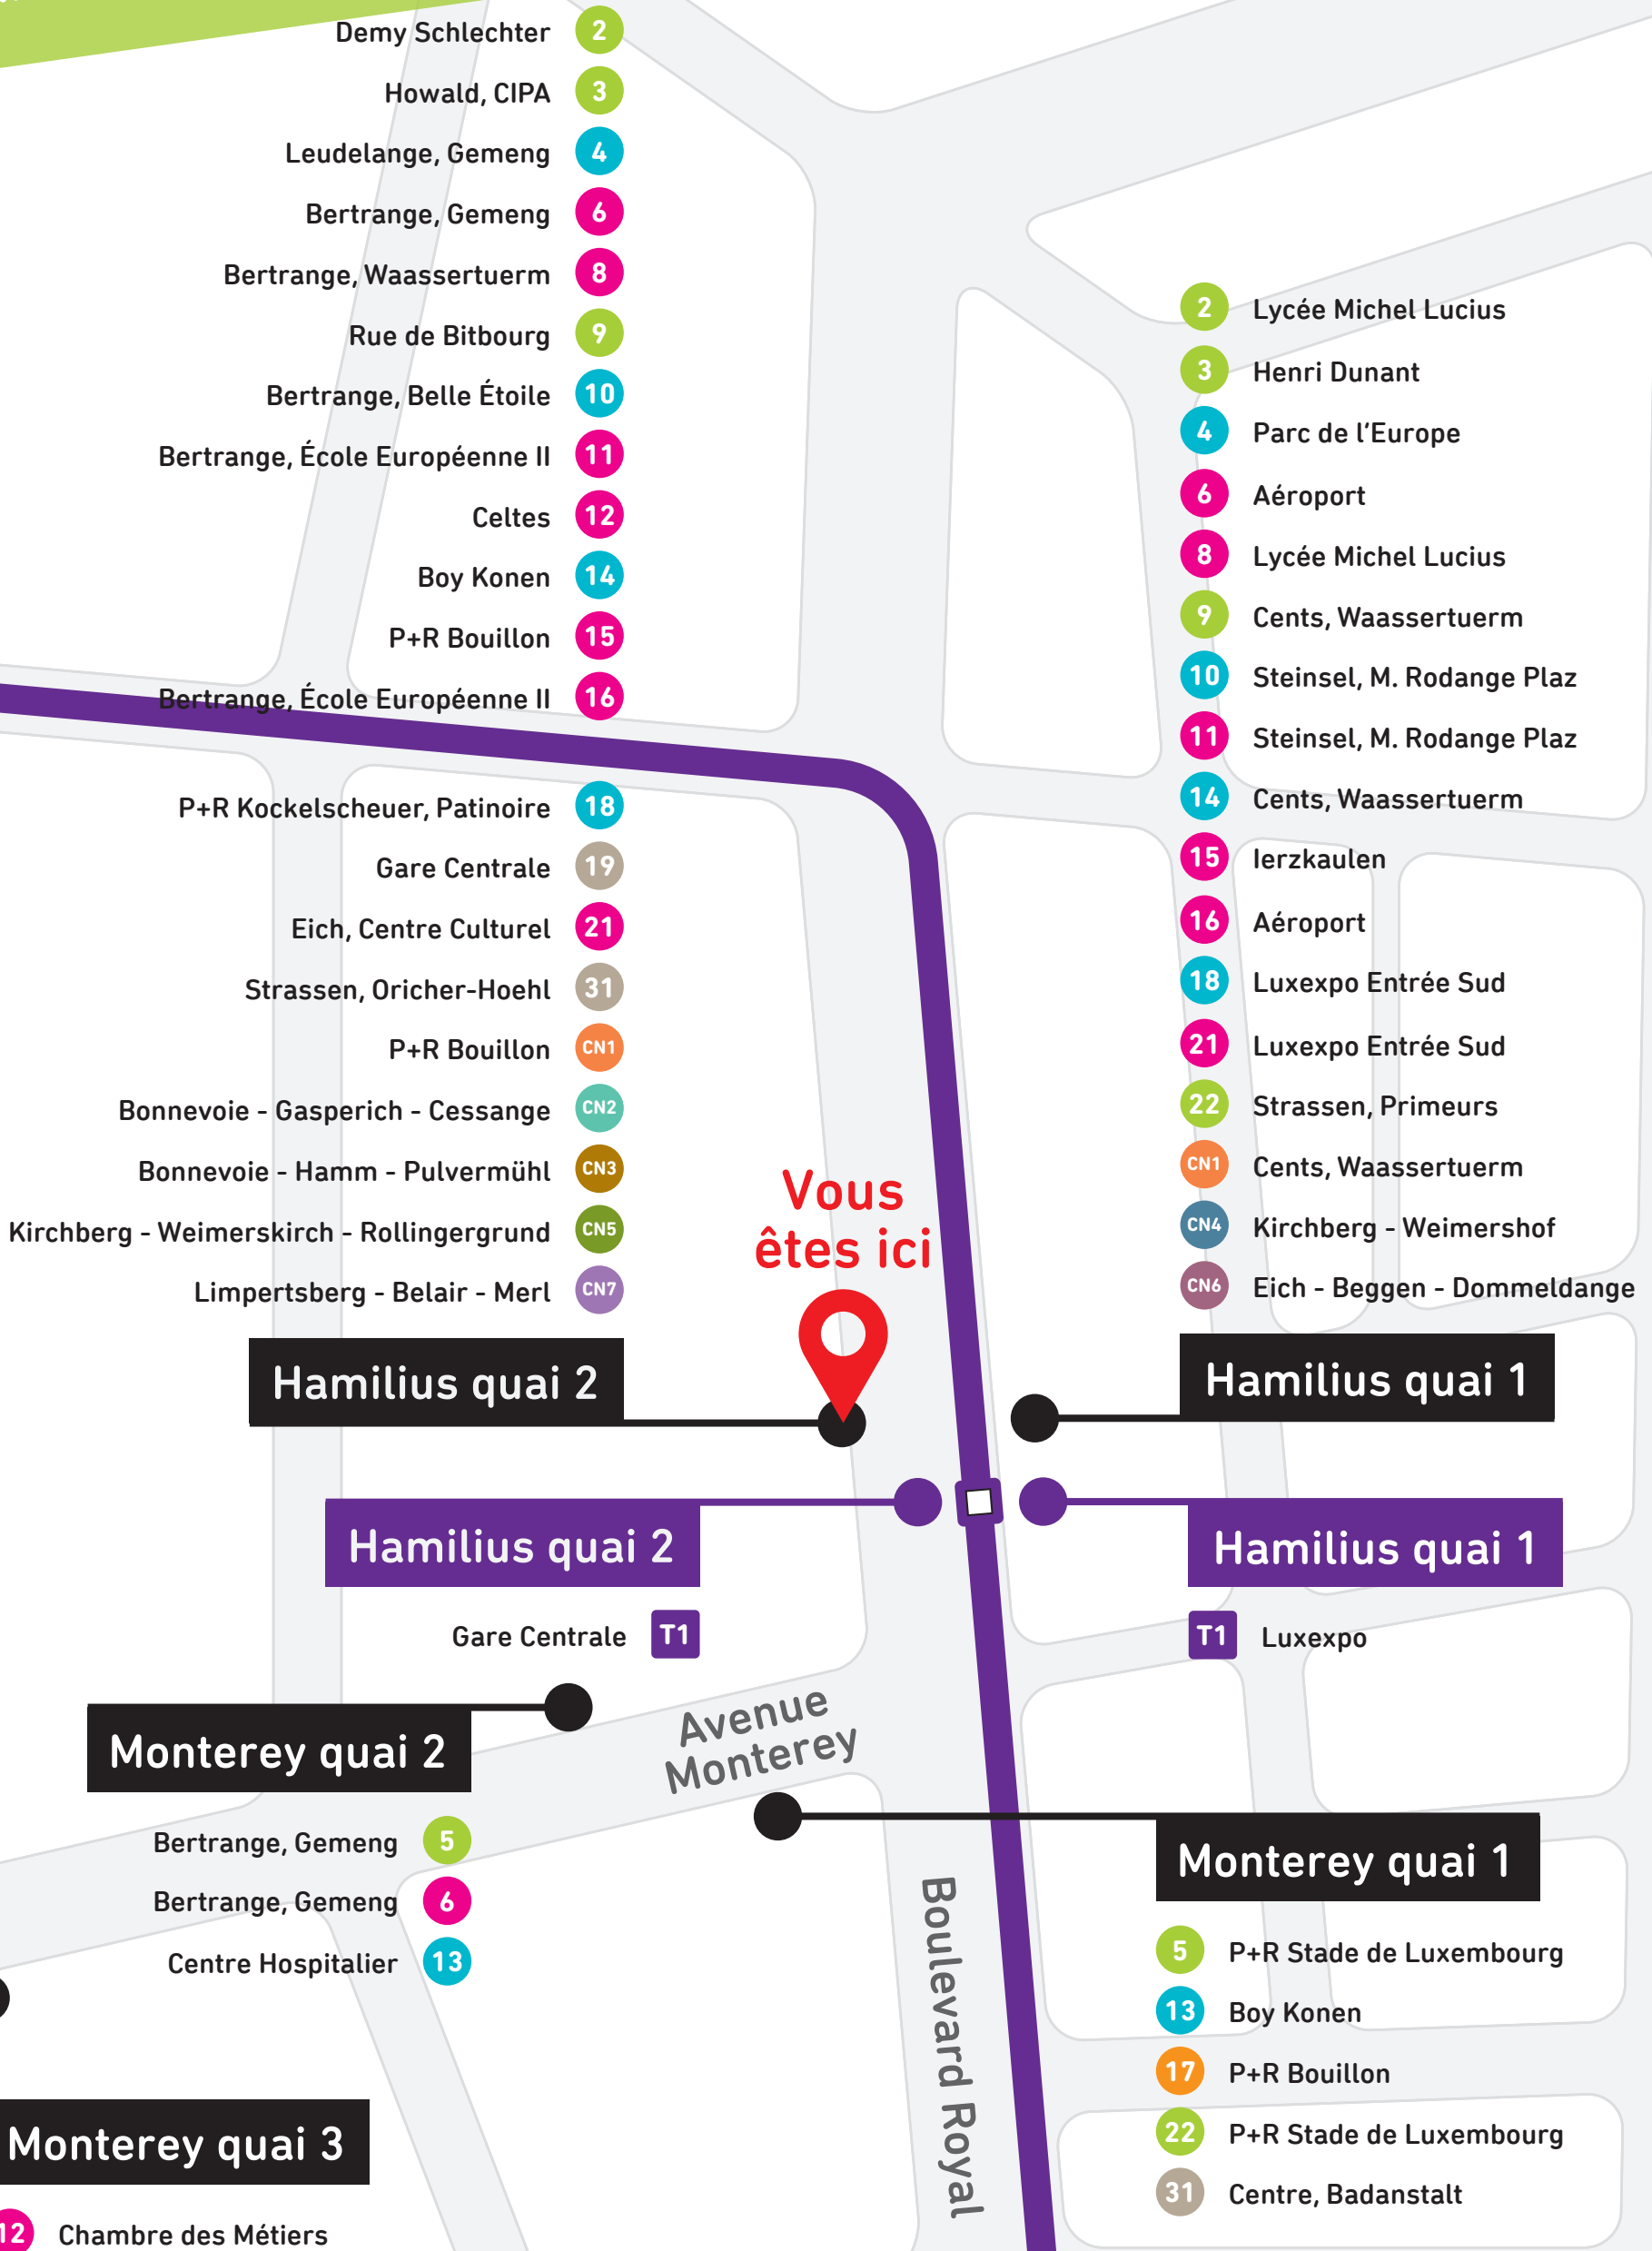 Demy Schlechter 2
Howald, CIPA 3
Leudelange, Gemeng 4
Bertrange, Gemeng 6
Bertrange, Waassertuerm 8
Rue de Bitbourg 9
Bertrange, Belle Étoile 10
Bertrange, École Européenne II 11
Celtes 12
Boy Konen 14
P+R Bouillon 15
Bertrange, École Européenne II 16
P+R Kockelscheuer, Patinoire 18
Gare Centrale 19
Eich, Centre Culturel 21
Strassen, Oricher-Hoehl 31
P+R Bouillon CN1
Bonnevoie - Gasperich - Cessange CN2
Bonnevoie - Hamm - Pulvermühl CN3
Kirchberg - Weimerskirch - Rollingergrund CN5
Limpertsberg - Belair - Merl CN7
Hamilius quai 2
Vous
êtes ici
2 Lycée Michel Lucius
3 Henri Dunant
4 Parc de l'Europe
6 Aéroport
8 Lycée Michel Lucius
9 Cents, Waassertuerm
10 Steinsel, M. Rodange Plaz
11 Steinsel, M. Rodange Plaz
14 Cents, Waassertuerm
15 Ierzkaulen
16 Aéroport
18 Luxexpo Entrée Sud
21 Luxexpo Entrée Sud
22 Strassen, Primeurs
CN1 Cents, Waassertuerm
CN4 Kirchberg - Weimershof
CN6 Eich - Beggen - Dommeldange
Hamilius quai 1
Hamilius quai 2
Gare Centrale T1
Hamilius quai 1
T1 Luxexpo
Monterey quai 2
Bertrange, Gemeng 5
Bertrange, Gemeng 6
Centre Hospitalier 13
Avenue
Monterey
Boulevard Royal
Monterey quai 1
5 P+R Stade de Luxembourg
13 Boy Konen
17 P+R Bouillon
22 P+R Stade de Luxembourg
31 Centre, Badanstalt
Monterey quai 3
12 Chambre des Métiers